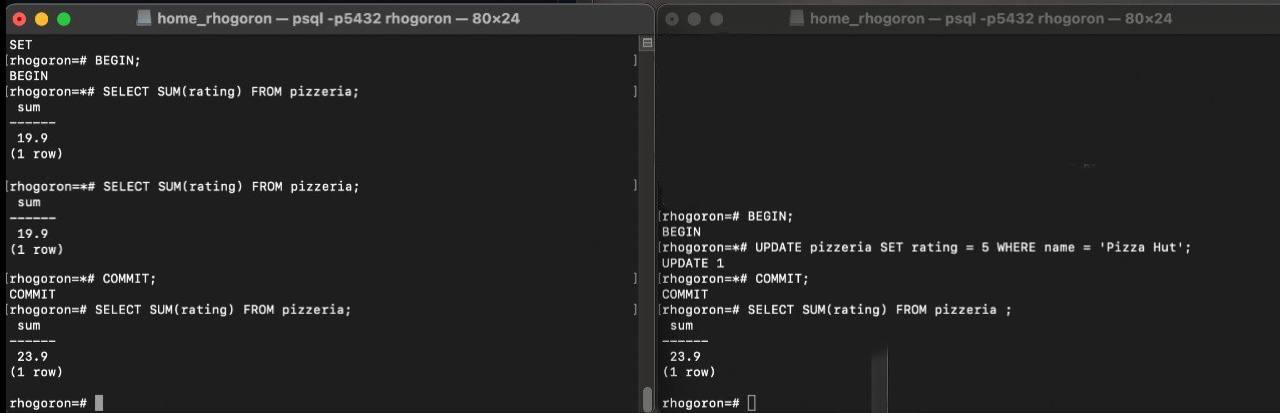 home_rhogoron — psql -p5432 rhogoron — 80×24
SET
[rhogoron=# BEGIN; ]
BEGIN
[rhogoron=*# SELECT SUM(rating) FROM pizzeria; ]
sum
------
19.9
(1 row)
[rhogoron=*# SELECT SUM(rating) FROM pizzeria; ]
sum
------
19.9
(1 row)
[rhogoron=*# COMMIT; ]
COMMIT
[rhogoron=# SELECT SUM(rating) FROM pizzeria; ]
sum
------
23.9
(1 row)
rhogoron=#
home_rhogoron — psql -p5432 rhogoron — 80×24
[rhogoron=# BEGIN;
BEGIN
[rhogoron=*# UPDATE pizzeria SET rating = 5 WHERE name = 'Pizza Hut';
UPDATE 1
[rhogoron=*# COMMIT;
COMMIT
[rhogoron=# SELECT SUM(rating) FROM pizzeria ;
sum
------
23.9
(1 row)
rhogoron=#